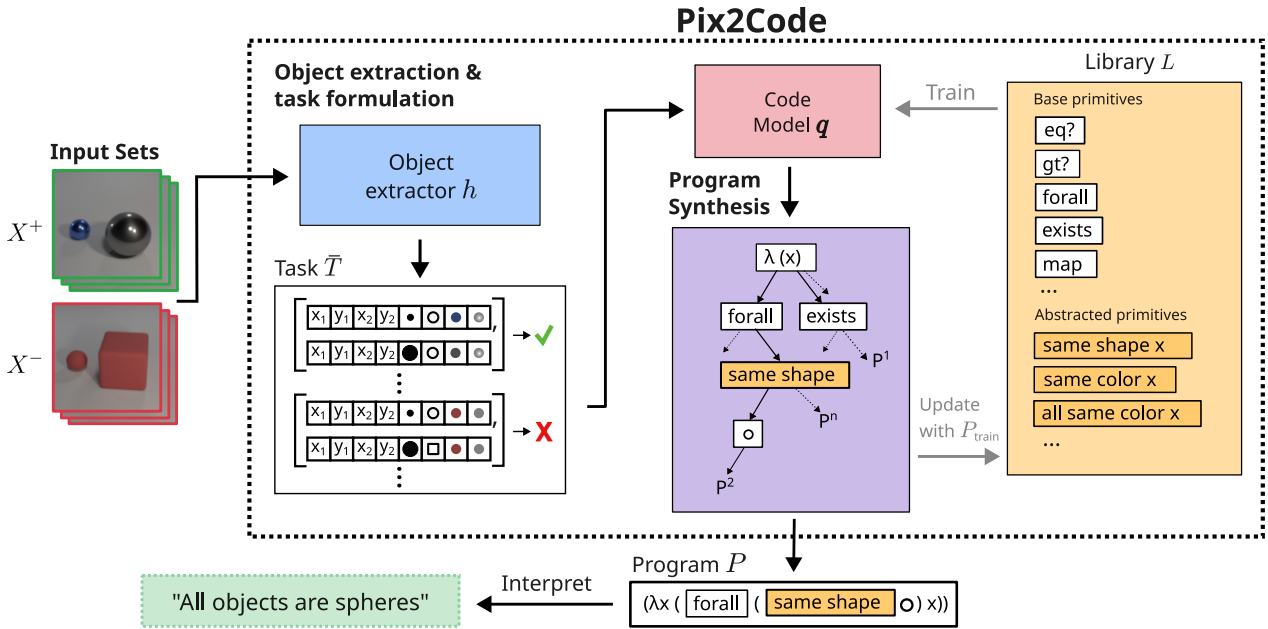 Pix2Code
Object extraction &
task formulation
Input Sets
X⁺
X⁻
Object
extractor h
Task T̄
[x₁ y₁ x₂ y₂ ,
x₁ y₁ x₂ y₂] → ✓
⋮
[x₁ y₁ x₂ y₂ ,
x₁ y₁ x₂ y₂] → X
⋮
Code
Model q
Program
Synthesis
λ (x)
forall
exists
P¹
same shape
Pⁿ
P²
Train
Update
with P_train
Library L
Base primitives
eq?
gt?
forall
exists
map
...
Abstracted primitives
same shape x
same color x
all same color x
...
Program P
(λx ( forall ( same shape o ) x))
Interpret
"All objects are spheres"